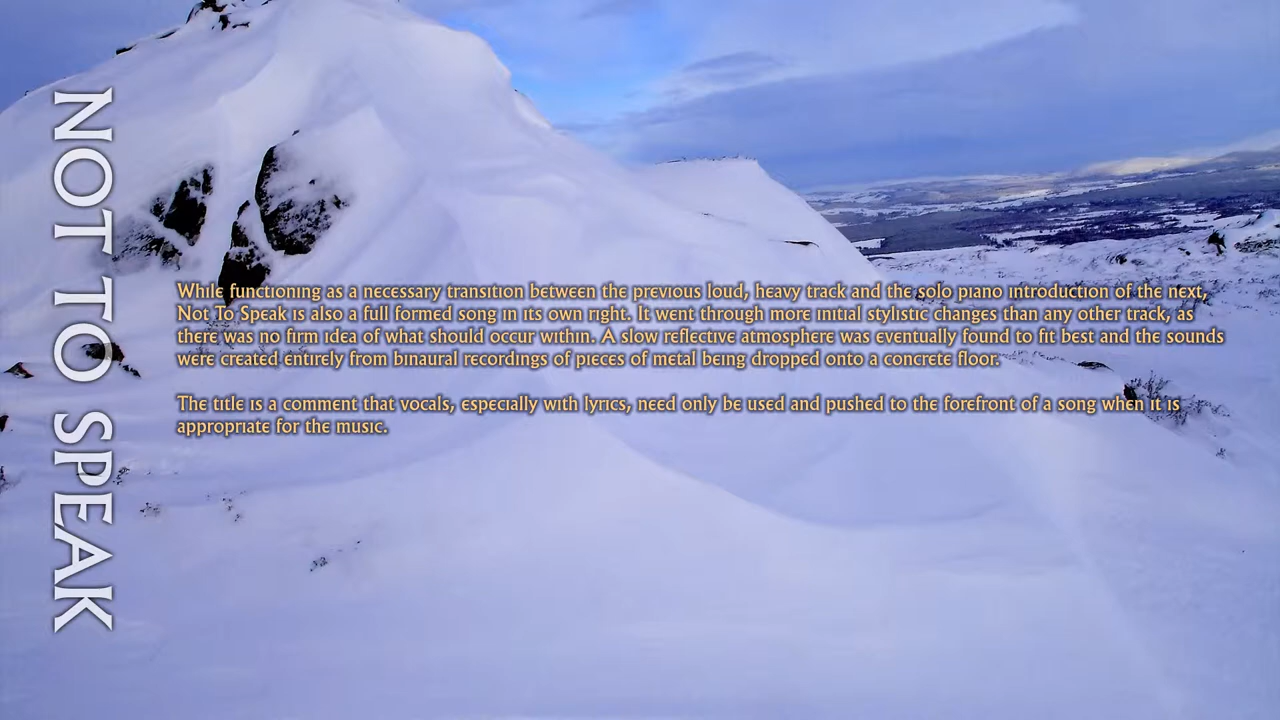 NOT TO SPEAK
While functioning as a necessary transition between the previous loud, heavy track and the solo piano introduction of the next,
Not To Speak is also a full formed song in its own right. It went through more initial stylistic changes than any other track, as
there was no firm idea of what should occur within. A slow reflective atmosphere was eventually found to fit best and the sounds
were created entirely from binaural recordings of pieces of metal being dropped onto a concrete floor.
The title is a comment that vocals, especially with lyrics, need only be used and pushed to the forefront of a song when it is
appropriate for the music.